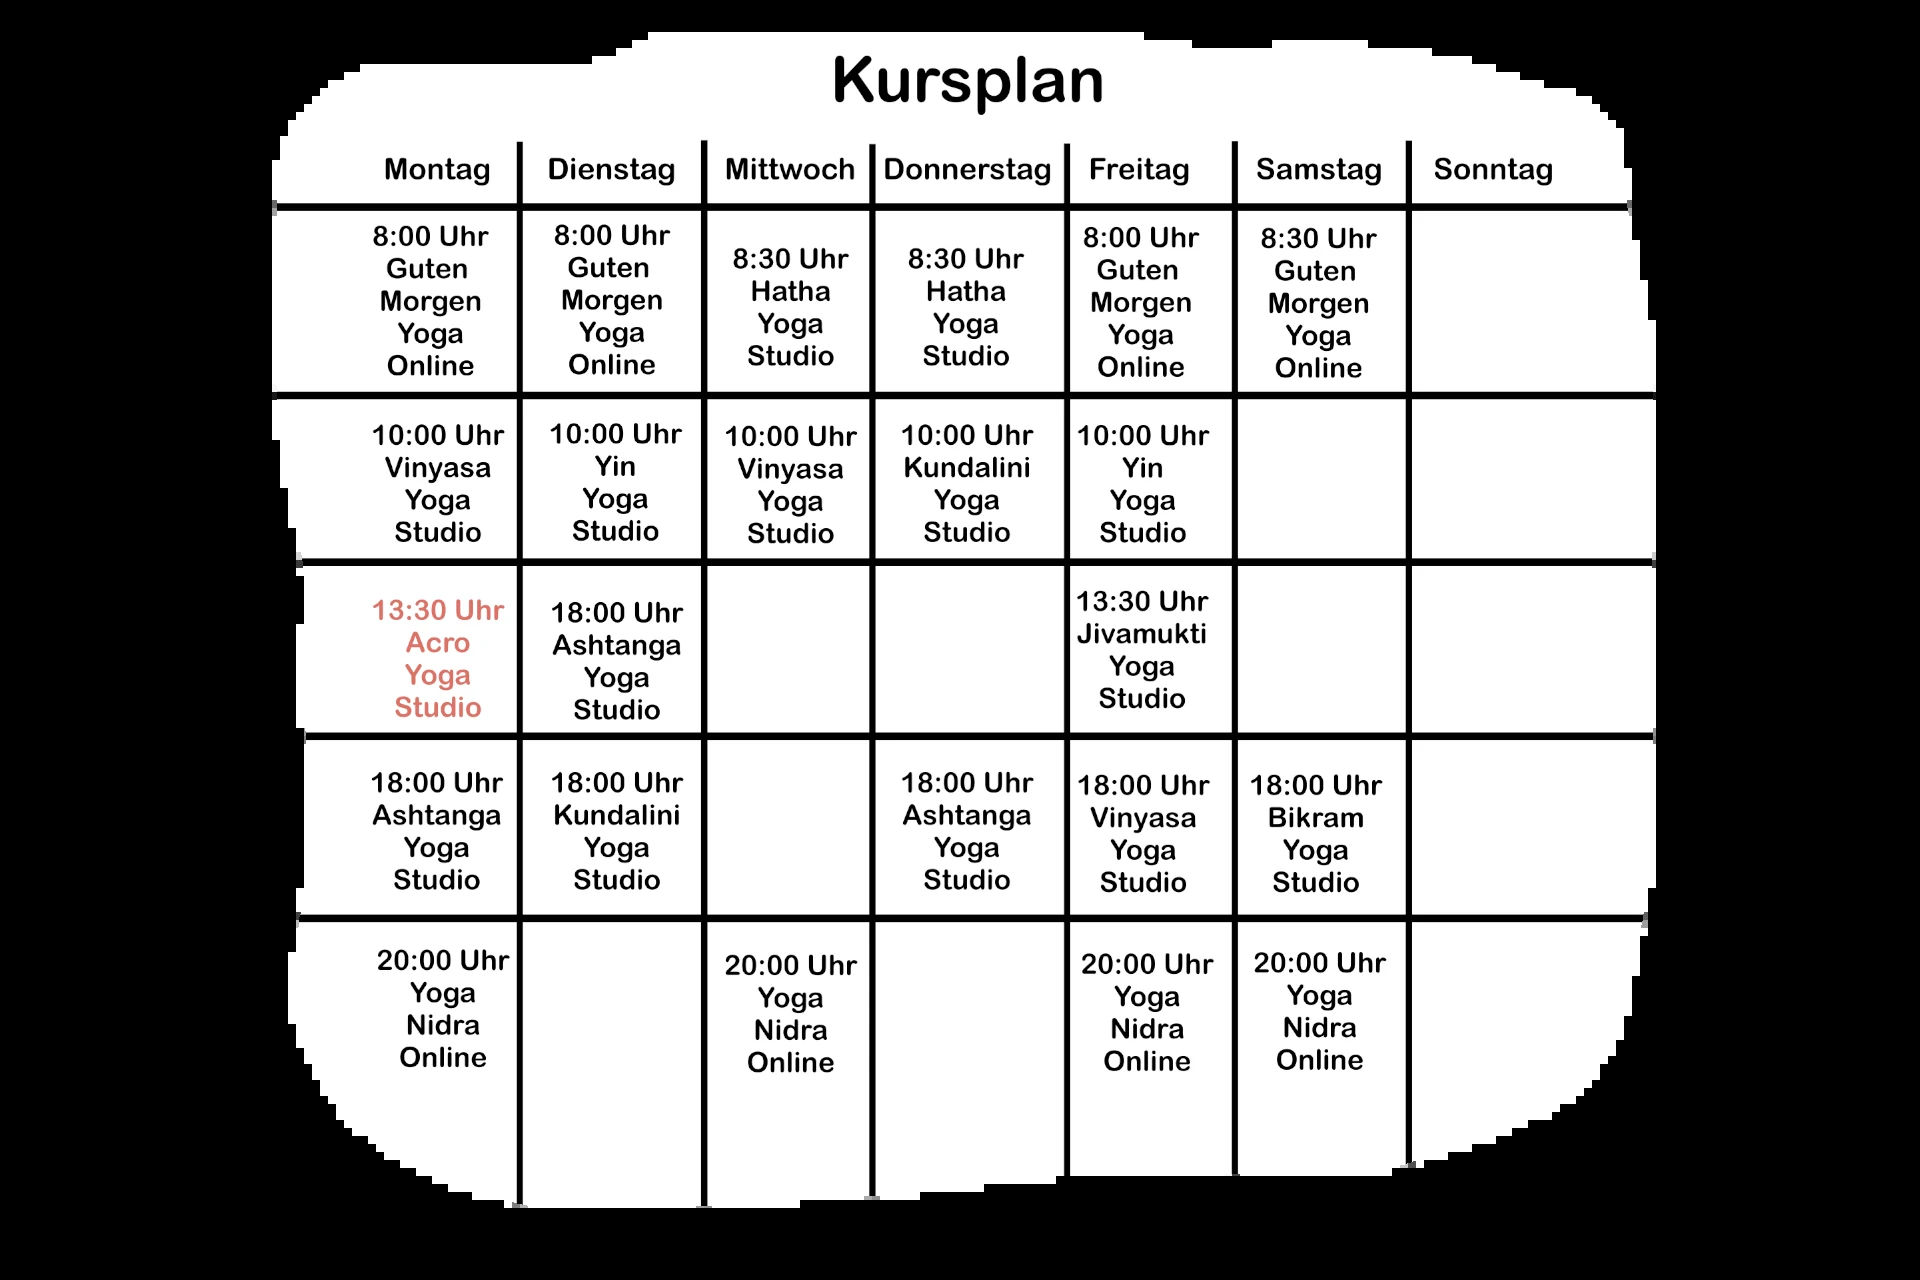 Kursplan
Montag
Dienstag
Mittwoch
Donnerstag
Freitag
Samstag
Sonntag
8:00 Uhr
Guten
Morgen
Yoga
Online
8:00 Uhr
Guten
Morgen
Yoga
Online
8:30 Uhr
Hatha
Yoga
Studio
8:30 Uhr
Hatha
Yoga
Studio
8:00 Uhr
Guten
Morgen
Yoga
Online
8:30 Uhr
Guten
Morgen
Yoga
Online
10:00 Uhr
Vinyasa
Yoga
Studio
10:00 Uhr
Yin
Yoga
Studio
10:00 Uhr
Vinyasa
Yoga
Studio
10:00 Uhr
Kundalini
Yoga
Studio
10:00 Uhr
Yin
Yoga
Studio
13:30 Uhr
Acro
Yoga
Studio
18:00 Uhr
Ashtanga
Yoga
Studio
13:30 Uhr
Jivamukti
Yoga
Studio
18:00 Uhr
Ashtanga
Yoga
Studio
18:00 Uhr
Kundalini
Yoga
Studio
18:00 Uhr
Ashtanga
Yoga
Studio
18:00 Uhr
Vinyasa
Yoga
Studio
18:00 Uhr
Bikram
Yoga
Studio
20:00 Uhr
Yoga
Nidra
Online
20:00 Uhr
Yoga
Nidra
Online
20:00 Uhr
Yoga
Nidra
Online
20:00 Uhr
Yoga
Nidra
Online